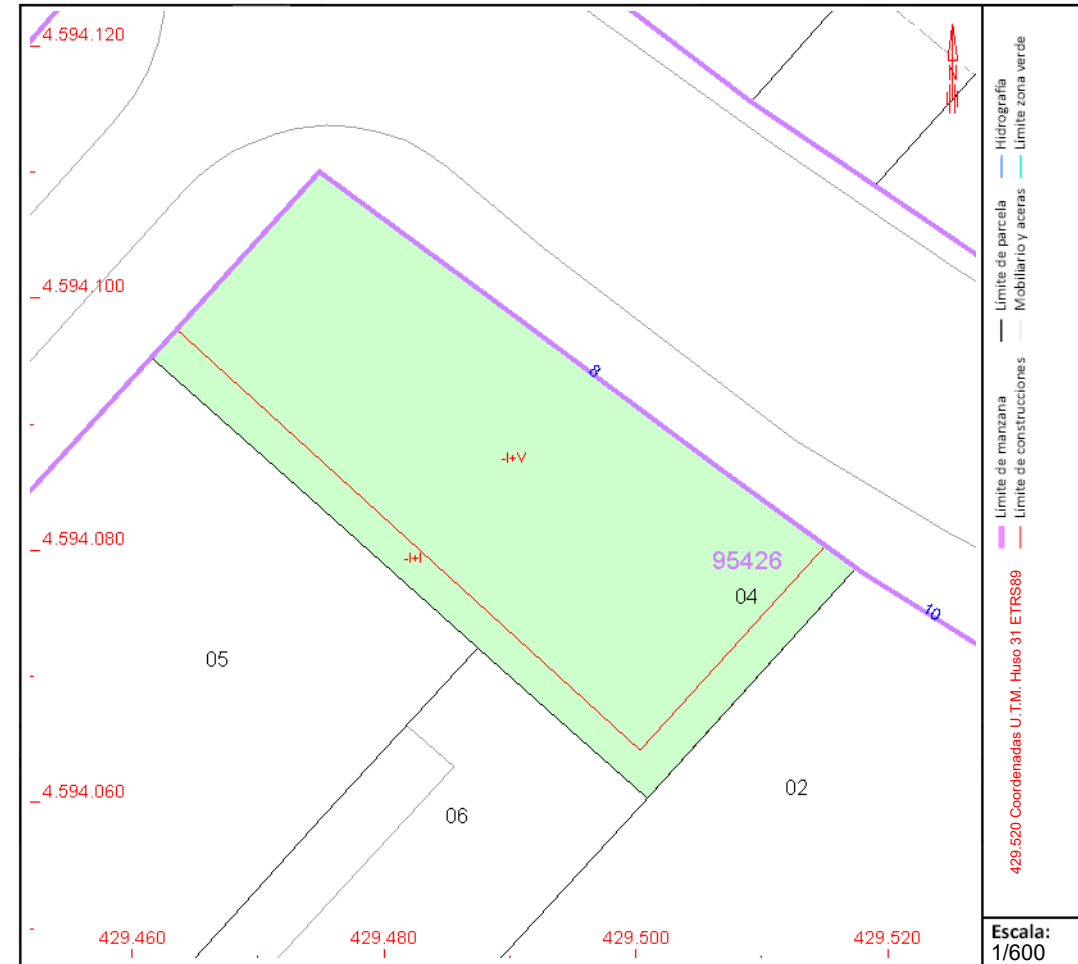 4.594.120
4.594.100
8
-I+V
4.594.080
95426
-I+I
04
10
05
4.594.060
02
06
429.460
429.480
429.500
429.520
N
429.520 Coordenadas U.T.M. Huso 31 ETRS89
Límite de manzana
Límite de construcciones
Límite de parcela
Mobiliario y aceras
Hidrografía
Límite zona verde
Escala:
1/600